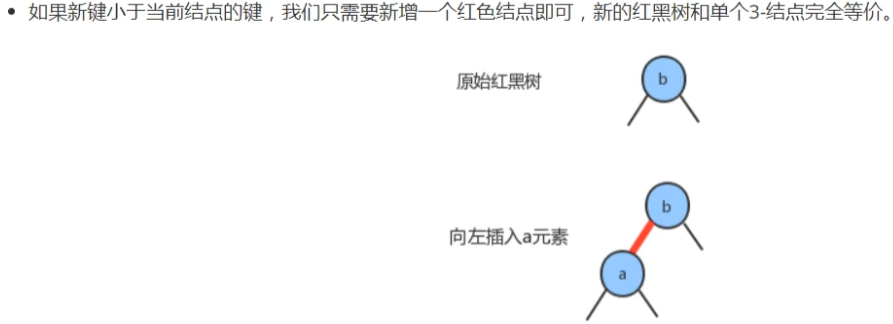 • 如果新键小于当前结点的键，我们只需要新增一个红色结点即可，新的红黑树和单个3-结点完全等价。
原始红黑树
b
b
向左插入a元素
a